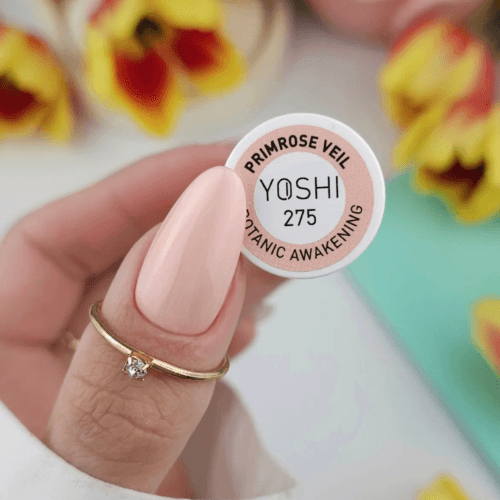 PRIMROSE VEIL
YOSHI
275
BOTANIC AWAKENING